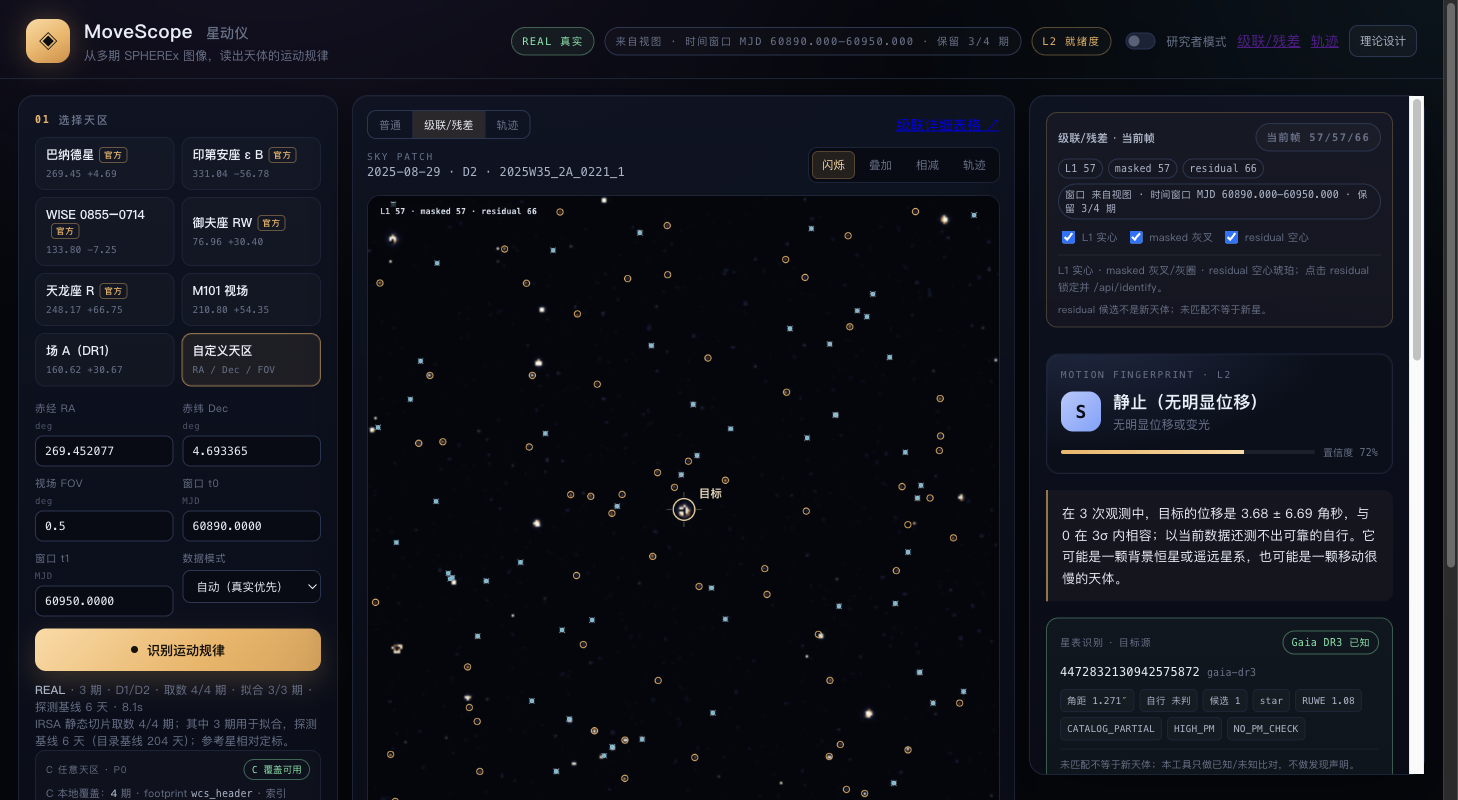 MoveScope 星动仪
从多期 SPHEREx 图像，读出天体的运动规律
REAL 真实
来自视图 · 时间窗口 MJD 60890.000—60950.000 · 保留 3/4 期
L2 就绪度
研究者模式
级联/残差
轨迹
理论设计
01 选择天区
巴纳德星 官方
269.45 +4.69
印第安座 ε B 官方
331.04 −56.78
WISE 0855−0714
官方
133.80 −7.25
御夫座 RW 官方
76.96 +30.40
天龙座 R 官方
248.17 +66.75
M101 视场
210.80 +54.35
场 A（DR1）
160.62 +30.67
自定义天区
RA / Dec / FOV
赤经 RA
deg
269.452077
赤纬 Dec
deg
4.693365
视场 FOV
deg
0.5
窗口 t0
MJD
60890.0000
窗口 t1
MJD
60950.0000
数据模式
自动（真实优先）
识别运动规律
REAL · 3 期 · D1/D2 · 取数 4/4 期 · 拟合 3/3 期 ·
探测基线 6 天 · 8.1s
IRSA 静态切片取数 4/4 期；其中 3 期用于拟合，探测
基线 6 天（目录基线 204 天）；参考星相对定标。
C 任意天区 · P0
C 覆盖可用
C 本地覆盖：4 期 · footprint wcs_header · 索引
普通
级联/残差
轨迹
级联详细表格 ↗
SKY PATCH
2025−08−29 · D2 · 2025W35_2A_0221_1
闪烁
叠加
相减
轨迹
L1 57 · masked 57 · residual 66
目标
级联/残差 · 当前帧
当前帧 57/57/66
L1 57
masked 57
residual 66
窗口 来自视图 · 时间窗口 MJD 60890.000—60950.000 · 保
留 3/4 期
L1 实心
masked 灰叉
residual 空心
L1 实心 · masked 灰叉/灰圈 · residual 空心琥珀；点击 residual
锁定并 /api/identify。
residual 候选不是新天体；未匹配不等于新星。
MOTION FINGERPRINT · L2
S
静止（无明显位移）
无明显位移或变光
置信度 72%
在 3 次观测中，目标的位移是 3.68 ± 6.69 角秒，与
0 在 3σ 内相容；以当前数据还测不出可靠的自行。它
可能是一颗背景恒星或遥远星系，也可能是一颗移动很
慢的天体。
星表识别 · 目标源
Gaia DR3 已知
4472832130942575872 gaia−dr3
角距 1.271″
自行 未判
候选 1
star
RUWE 1.08
CATALOG_PARTIAL
HIGH_PM
NO_PM_CHECK
未匹配不等于新天体；本工具只做已知/未知比对，不做发现声明。